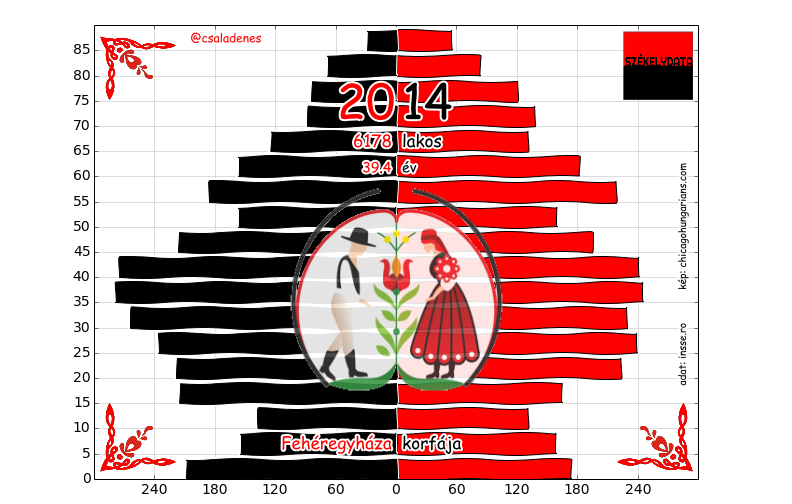 @csaladenes
SZÉKELYDATA
2014
6178 lakos
39.4 év
kép: chicagohungarians.com
adat: insse.ro
Fehéregyháza korfája
85
80
75
70
65
60
55
50
45
40
35
30
25
20
15
10
5
0
240 180 120 60 0 60 120 180 240